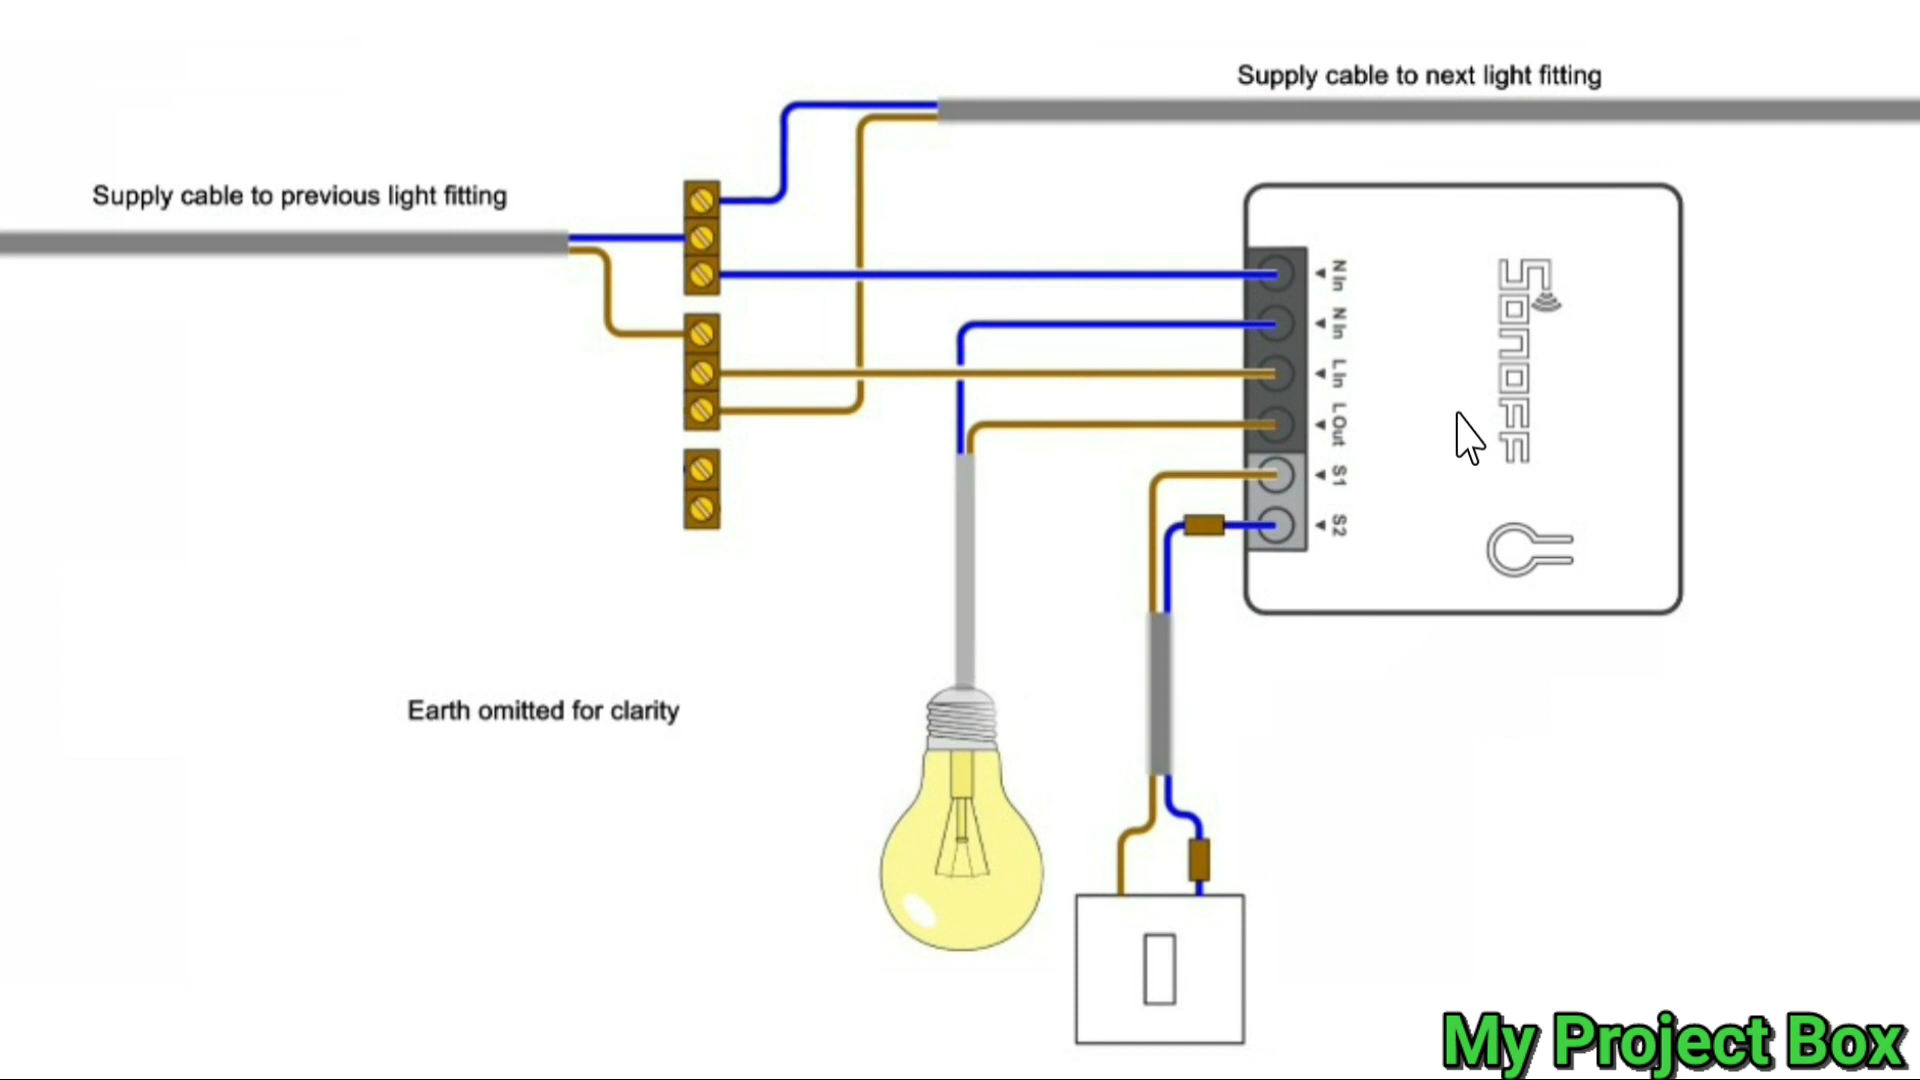 Supply cable to next light fitting
Supply cable to previous light fitting
N In
N In
L In
L Out
S1
S2
SONOFF
Earth omitted for clarity
My Project Box